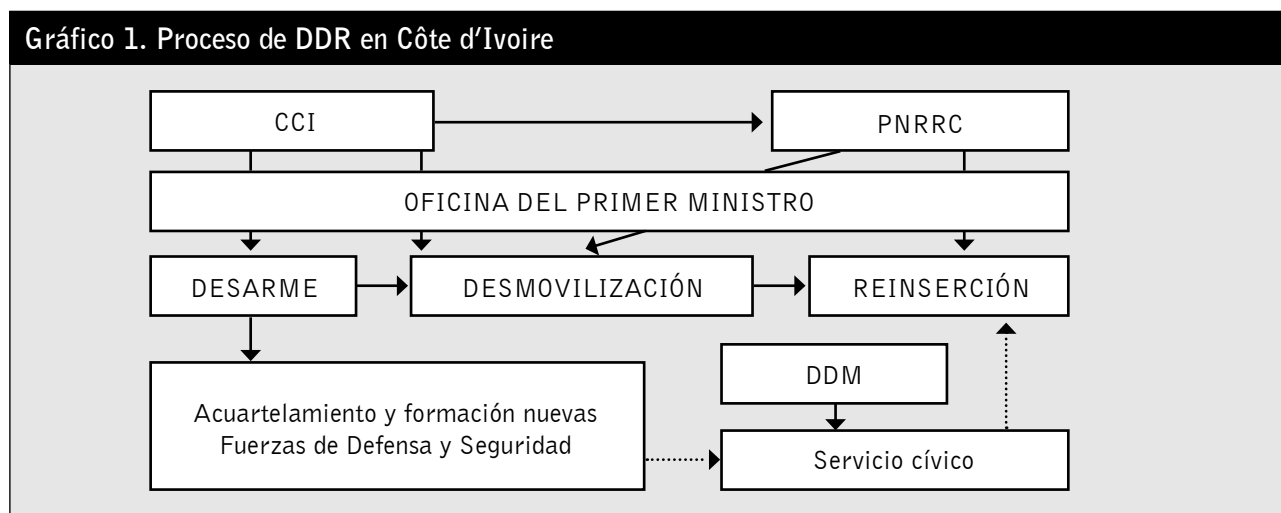 Gráfico 1. Proceso de DDR en Côte d'Ivoire
CCI
PNRRC
OFICINA DEL PRIMER MINISTRO
DESARME
DESMOVILIZACIÓN
REINSERCIÓN
DDM
Acuartelamiento y formación nuevas
Fuerzas de Defensa y Seguridad
Servicio cívico